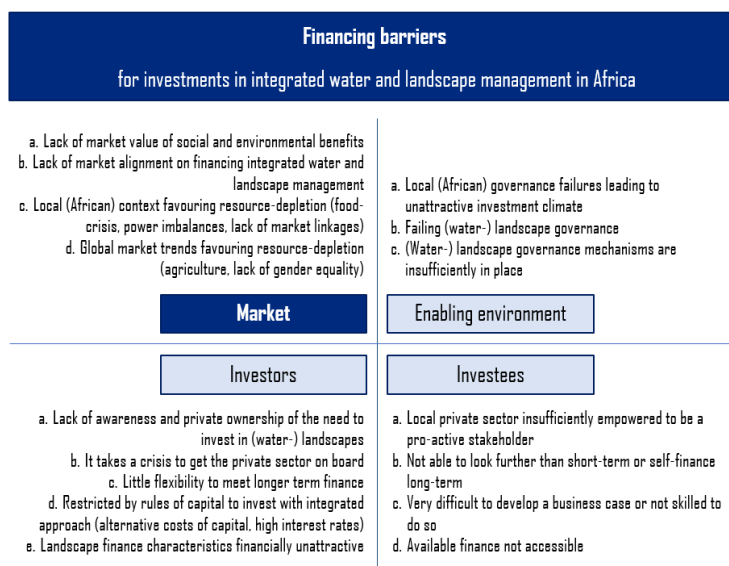 Financing barriers
for investments in integrated water and landscape management in Africa
a. Lack of market value of social and environmental benefits
b. Lack of market alignment on financing integrated water and
landscape management
c. Local (African) context favouring resource-depletion (food-
crisis, power imbalances, lack of market linkages)
d. Global market trends favouring resource-depletion
(agriculture, lack of gender equality)
Market
a. Local (African) governance failures leading to
unattractive investment climate
b. Failing (water-) landscape governance
c. (Water-) landscape governance mechanisms are
insufficiently in place
Enabling environment
Investors
a. Lack of awareness and private ownership of the need to
invest in (water-) landscapes
b. It takes a crisis to get the private sector on board
c. Little flexibility to meet longer term finance
d. Restricted by rules of capital to invest with integrated
approach (alternative costs of capital, high interest rates)
e. Landscape finance characteristics financially unattractive
Investees
a. Local private sector insufficiently empowered to be a
pro-active stakeholder
b. Not able to look further than short-term or self-finance
long-term
c. Very difficult to develop a business case or not skilled to
do so
d. Available finance not accessible